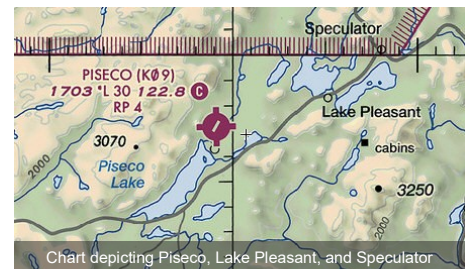 Speculator
PISECO (KØ9)
1703 *L 30 122.8 C
RP 4
Lake Pleasant
3070
Piseco
Lake
cabins
2000
3250
2000
Chart depicting Piseco, Lake Pleasant, and Speculator